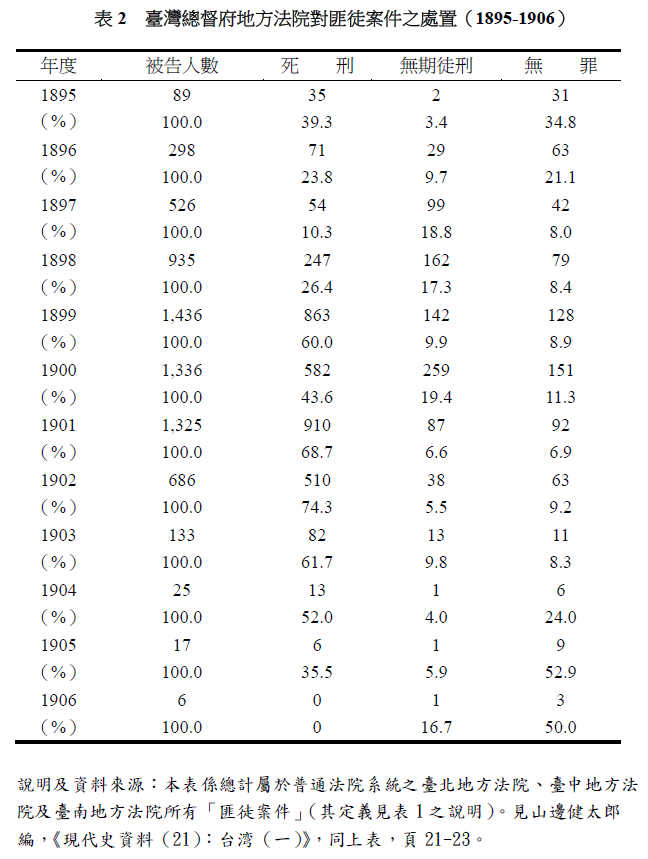 表 2　臺灣總督府地方法院對匪徒案件之處置（1895-1906）
年度　被告人數　死　刑　無期徒刑　無　罪
1895　89　35　2　31
（%）　100.0　39.3　3.4　34.8
1896　298　71　29　63
（%）　100.0　23.8　9.7　21.1
1897　526　54　99　42
（%）　100.0　10.3　18.8　8.0
1898　935　247　162　79
（%）　100.0　26.4　17.3　8.4
1899　1,436　863　142　128
（%）　100.0　60.0　9.9　8.9
1900　1,336　582　259　151
（%）　100.0　43.6　19.4　11.3
1901　1,325　910　87　92
（%）　100.0　68.7　6.6　6.9
1902　686　510　38　63
（%）　100.0　74.3　5.5　9.2
1903　133　82　13　11
（%）　100.0　61.7　9.8　8.3
1904　25　13　1　6
（%）　100.0　52.0　4.0　24.0
1905　17　6　1　9
（%）　100.0　35.5　5.9　52.9
1906　6　0　1　3
（%）　100.0　0　16.7　50.0
說明及資料來源：本表係總計屬於普通法院系統之臺北地方法院、臺中地方法
院及臺南地方法院所有「匪徒案件」（其定義見表 1 之說明）。見山邊健太郎
編，《現代史資料（21）：台湾（一）》，同上表，頁 21-23。